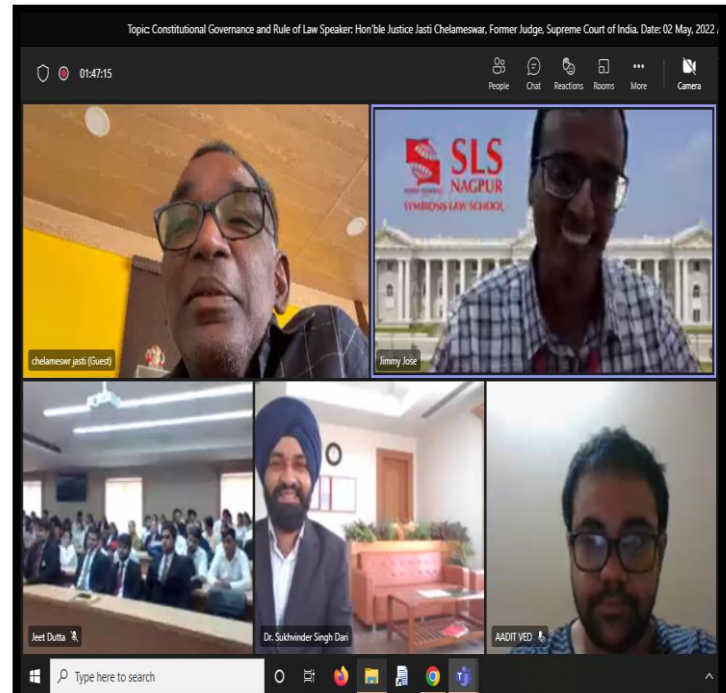 Topic: Constitutional Governance and Rule of Law Speaker: Hon'ble Justice Jasti Chelameswar, Former Judge, Supreme Court of India. Date: 02 May, 2022
01:47:15
People Chat Reactions Rooms More Camera
SLS
NAGPUR
SYMBIOSIS LAW SCHOOL
chelameswr jasti (Guest)
Jimmy Jose
Jeet Dutta
Dr. Sukhvinder Singh Dari
AADIT VED
Type here to search